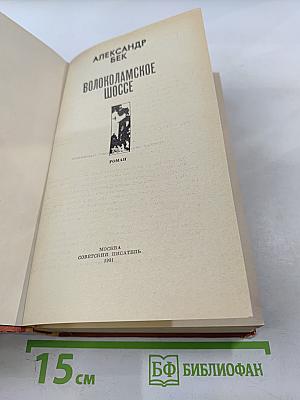 АЛЕКСАНДР
БЕК
ВОЛОКОЛАМСКОЕ
ШОССЕ
РОМАН
МОСКВА
СОВЕТСКИЙ ПИСАТЕЛЬ
1981
15 см
БФ БИБЛИОФАН